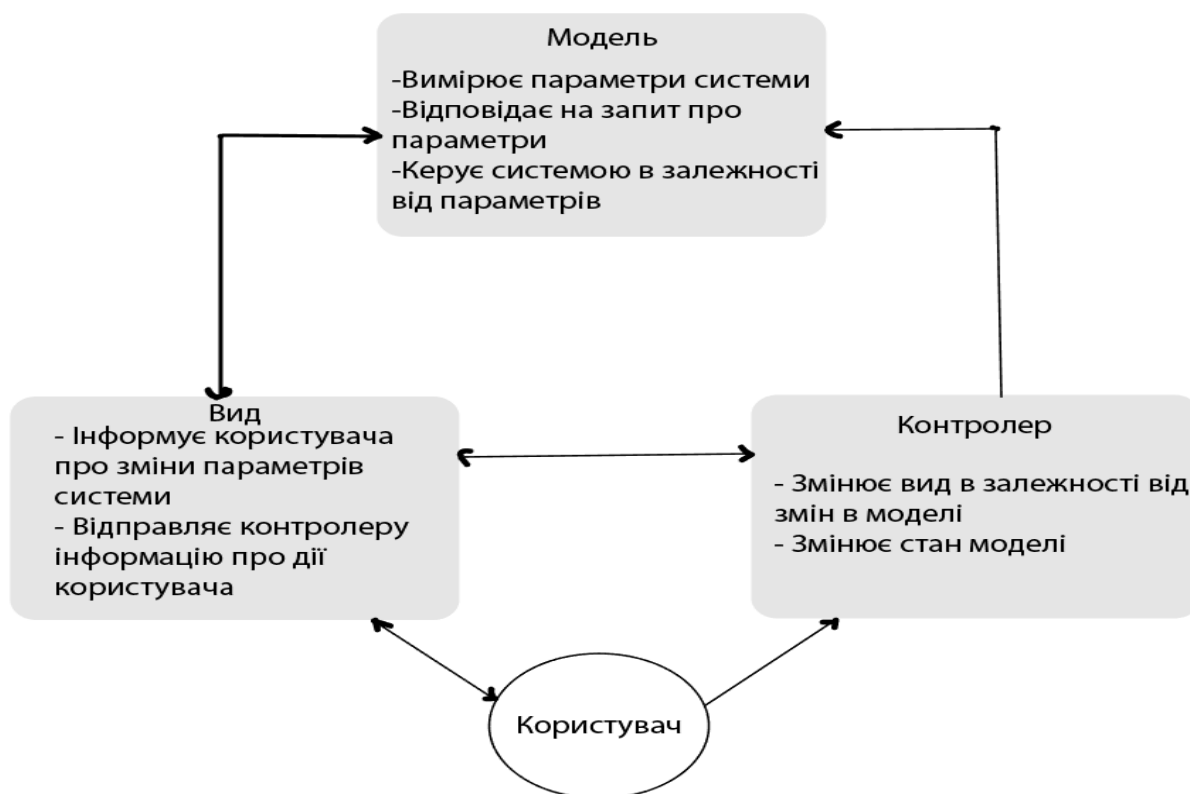 Модель
-Вимірює параметри системи
-Відповідає на запит про
параметри
-Керує системою в залежності
від параметрів
Вид
- Інформує користувача
про зміни параметрів
системи
- Відправляє контролеру
інформацію про дії
користувача
Контролер
- Змінює вид в залежності від
змін в моделі
- Змінює стан моделі
Користувач